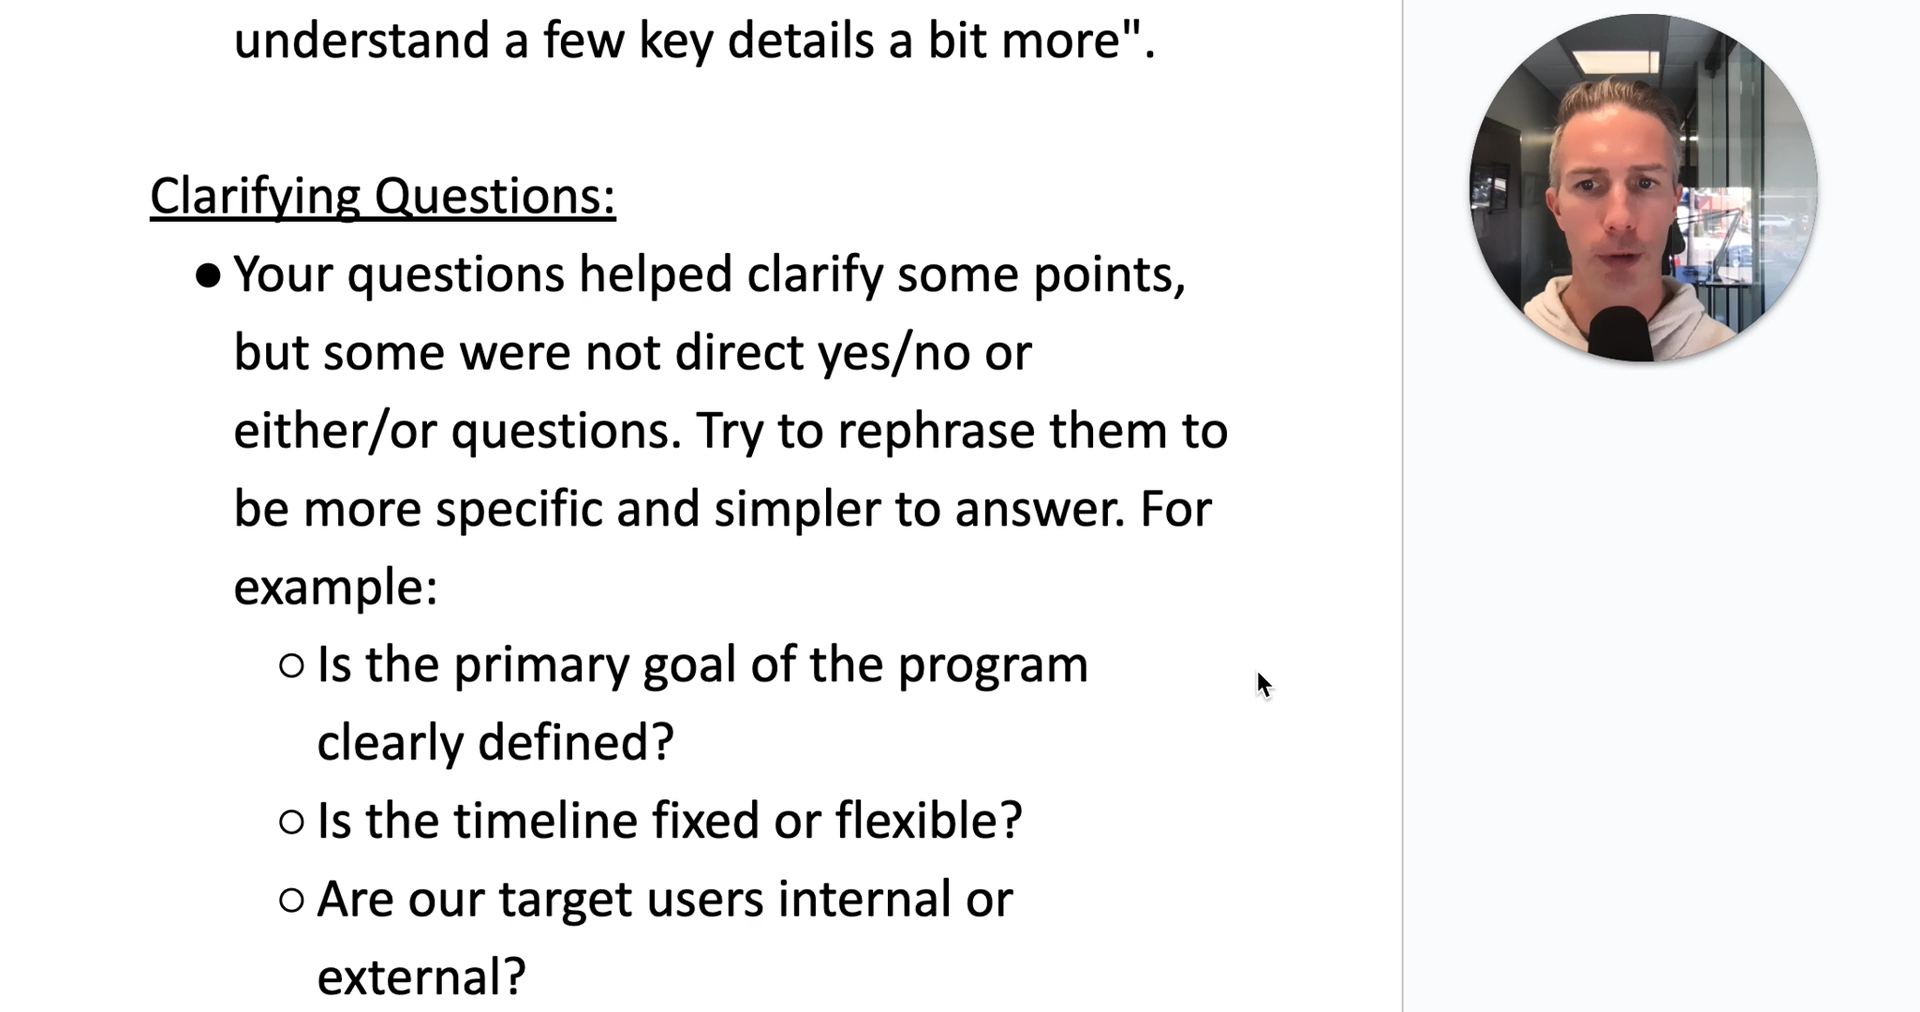 understand a few key details a bit more".
Clarifying Questions:
● Your questions helped clarify some points,
but some were not direct yes/no or
either/or questions. Try to rephrase them to
be more specific and simpler to answer. For
example:
○ Is the primary goal of the program
clearly defined?
○ Is the timeline fixed or flexible?
○ Are our target users internal or
external?